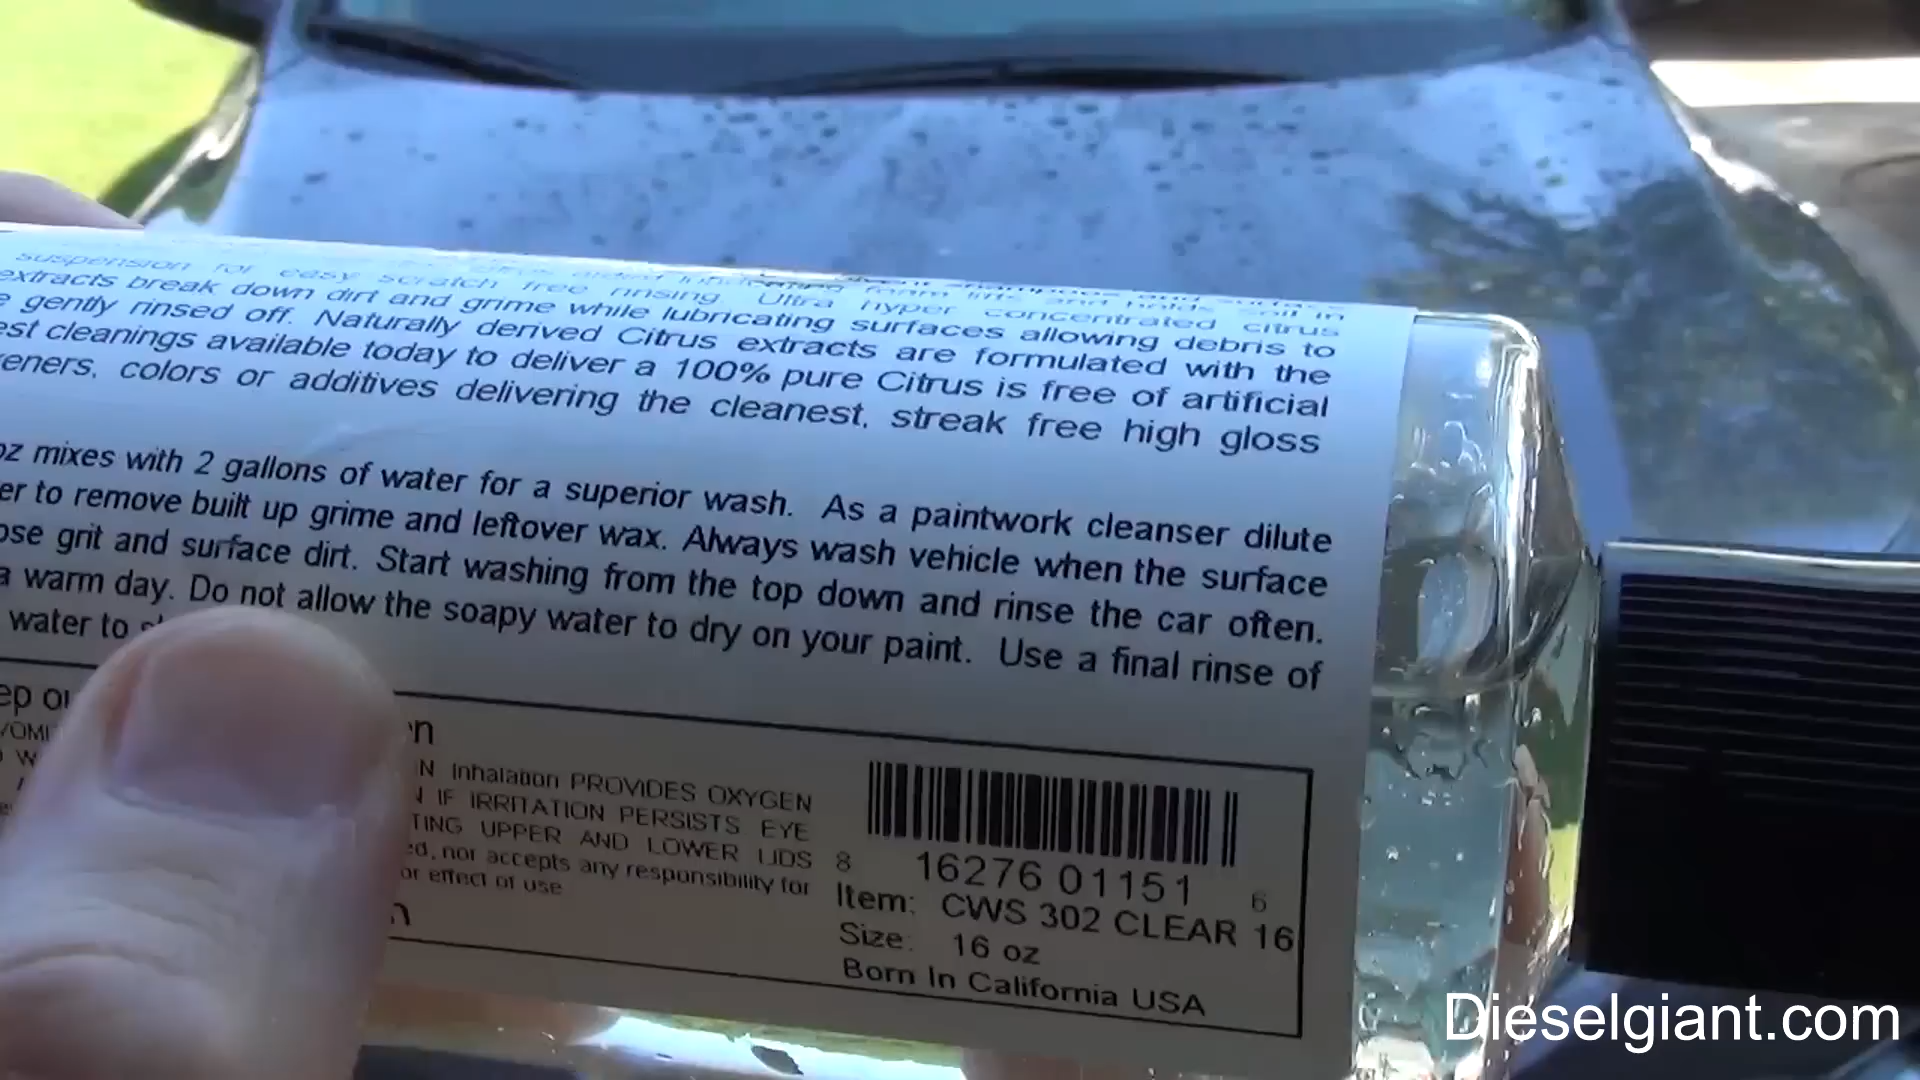 suspension for easy scratch free rinsing. Ultra hyper concentrated citrus
extracts break down dirt and grime while lubricating surfaces allowing debris to
gently rinsed off. Naturally derived Citrus extracts are formulated with the
cleanings available today to deliver a 100% pure Citrus is free of artificial
colors or additives delivering the cleanest, streak free high gloss
oz mixes with 2 gallons of water for a superior wash. As a paintwork cleanser dilute
er to remove built up grime and leftover wax. Always wash vehicle when the surface
ose grit and surface dirt. Start washing from the top down and rinse the car often.
a warm day. Do not allow the soapy water to dry on your paint. Use a final rinse of
water to
N Inhalation PROVIDES OXYGEN
IF IRRITATION PERSISTS EYE
TING UPPER AND LOWER LIDS
ed, nor accepts any responsibility for
or effect of use
8 16276 01151 6
Item: CWS 302 CLEAR 16
Size: 16 oz
Born In California USA
Dieselgiant.com